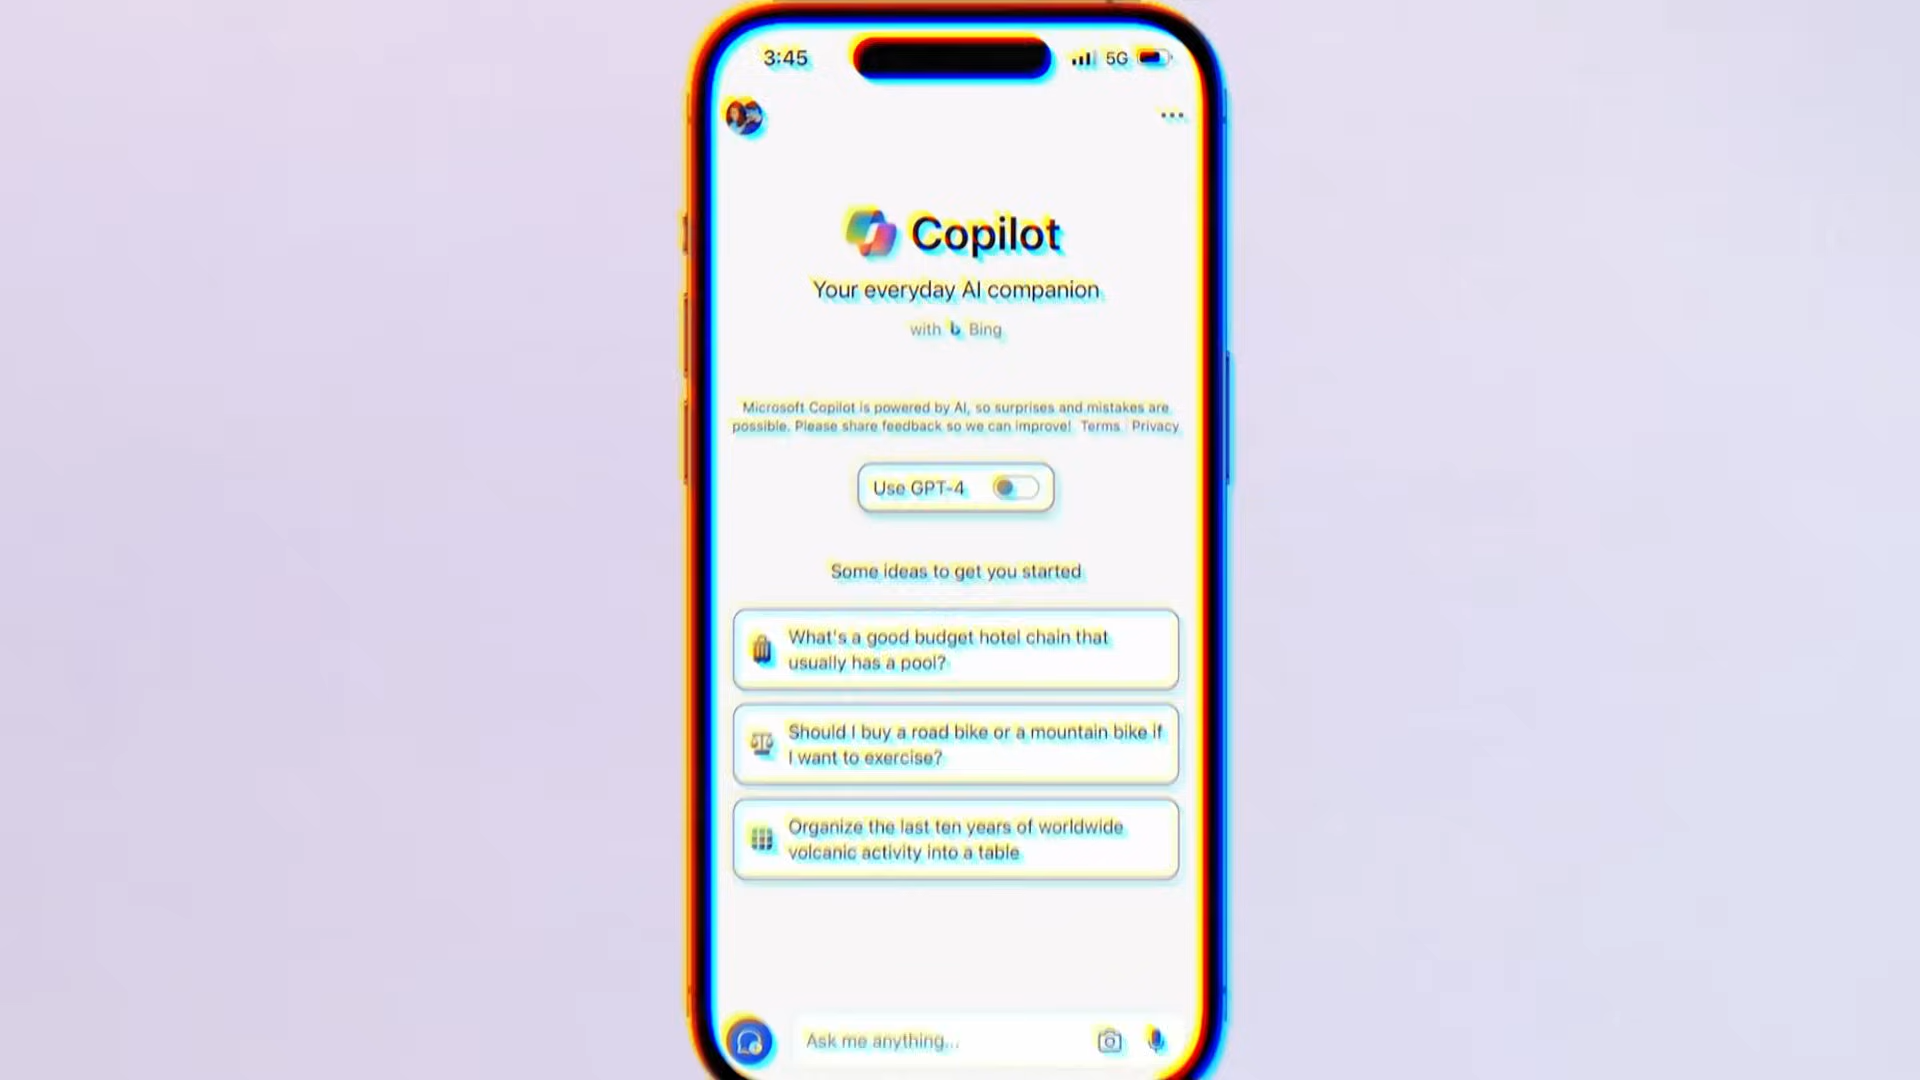 3:45
5G
Copilot
Your everyday AI companion
with b Bing
Microsoft Copilot is powered by AI, so surprises and mistakes are
possible. Please share feedback so we can improve! Terms Privacy
Use GPT-4
Some ideas to get you started
What's a good budget hotel chain that
usually has a pool?
Should I buy a road bike or a mountain bike if
I want to exercise?
Organize the last ten years of worldwide
volcanic activity into a table
Ask me anything...